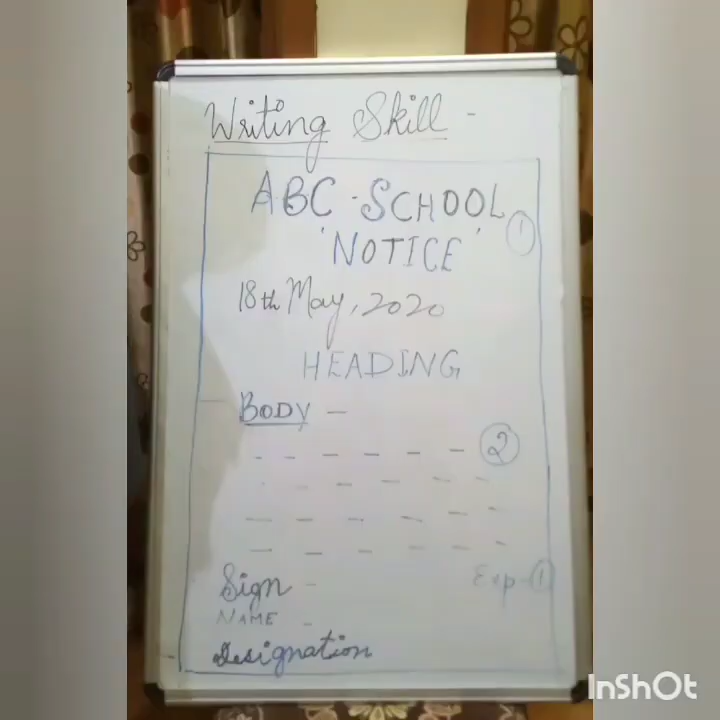 Writing Skill -
ABC - SCHOOL
'NOTICE' ①
18th May, 2020
HEADING
BODY -
- - - - - - ②
- - - - -
- - - - - -
- - - - - -
Sign -
Exp - ①
NAME -
Designation
InShOt